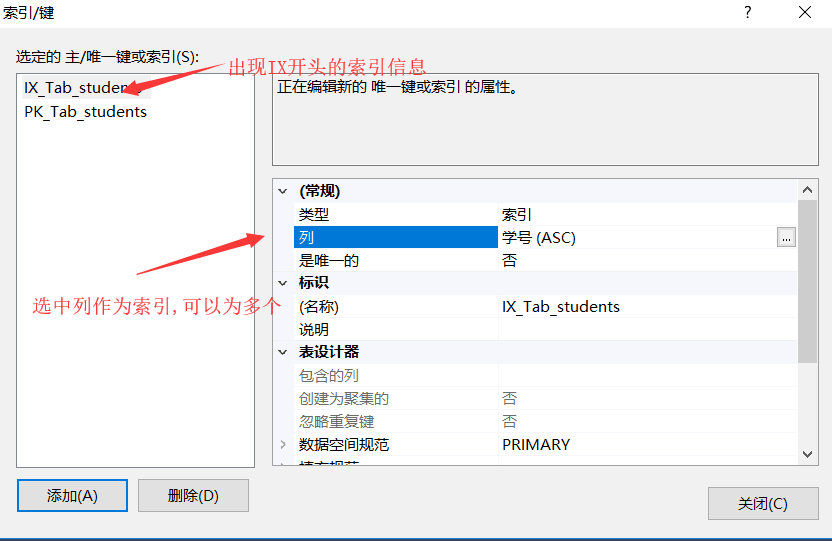 索引/键
?
选定的 主/唯一键或索引(S):
出现IX开头的索引信息
IX_Tab_students
PK_Tab_students
正在编辑新的 唯一键或索引 的属性。
(常规)
类型 索引
列 学号 (ASC)
...
是唯一的 否
选中列作为索引,可以为多个
标识
(名称) IX_Tab_students
说明
表设计器
包含的列
创建为聚集的 否
忽略重复键 否
数据空间规范 PRIMARY
添加(A)
删除(D)
关闭(C)